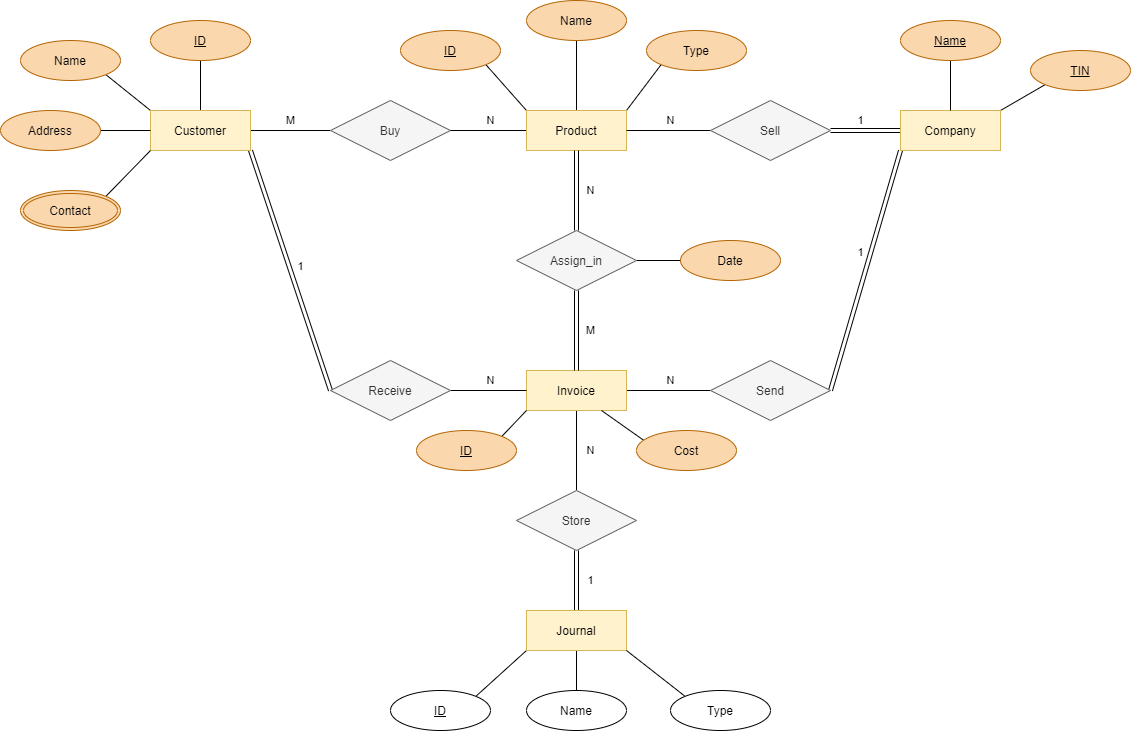 Name
ID
Name
ID
Type
Name
TIN
Address
Customer
M
Buy
N
Product
N
Sell
1
Company
Contact
N
1
Assign_in
Date
1
M
Receive
N
Invoice
N
Send
ID
N
Cost
Store
1
Journal
ID
Name
Type